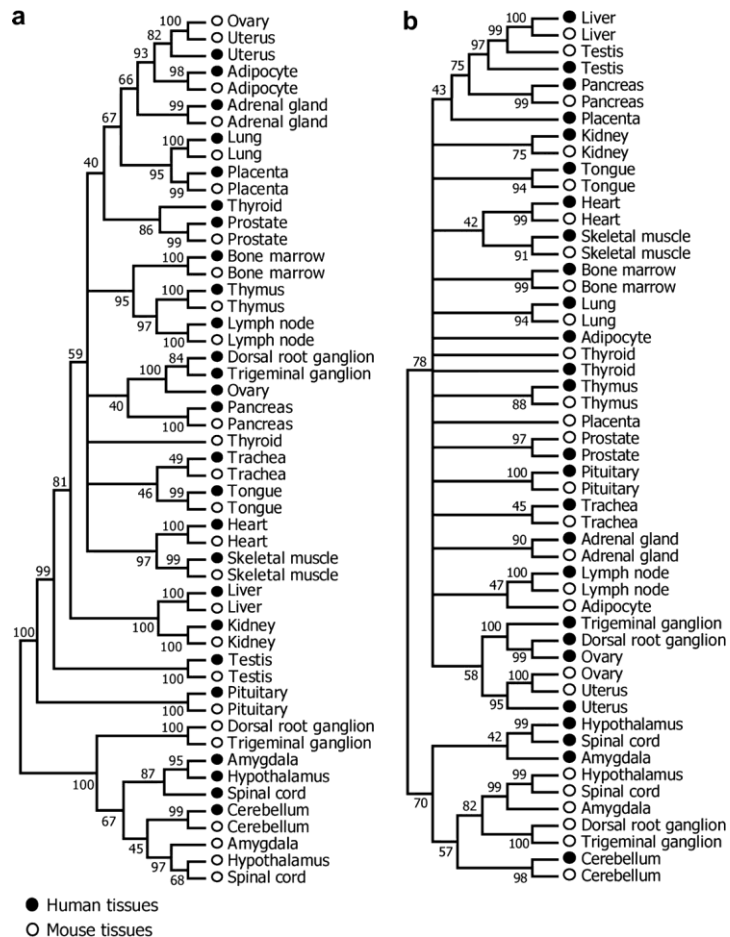 a
100 Ovary
82 Uterus
93 Uterus
98 Adipocyte
66 Adipocyte
99 Adrenal gland
67 Adrenal gland
100 Lung
Lung
40 95 Placenta
99 Placenta
Thyroid
86 Prostate
99 Prostate
100 Bone marrow
Bone marrow
95 100 Thymus
97 Thymus
Lymph node
59 100 Lymph node
84 Dorsal root ganglion
100 Trigeminal ganglion
Ovary
40 Pancreas
100 Pancreas
Thyroid
49 Trachea
81 Trachea
46 99 Tongue
Tongue
100 Heart
Heart
97 99 Skeletal muscle
99 Skeletal muscle
100 Liver
Liver
100 Kidney
100 100 Kidney
Testis
100 Testis
Pituitary
100 Pituitary
100 Dorsal root ganglion
Trigeminal ganglion
100 95 Amygdala
87 Hypothalamus
Spinal cord
67 99 Cerebellum
Cerebellum
45 Amygdala
97 Hypothalamus
68 Spinal cord
● Human tissues
○ Mouse tissues
b
100 Liver
99 Liver
97 Testis
75 Testis
Pancreas
43 99 Pancreas
Placenta
Kidney
75 Kidney
Tongue
94 Tongue
Heart
42 99 Heart
Skeletal muscle
91 Skeletal muscle
Bone marrow
99 Bone marrow
Lung
94 Lung
Adipocyte
78 Thyroid
Thyroid
Thymus
88 Thymus
Placenta
97 Prostate
Prostate
100 Pituitary
Pituitary
45 Trachea
Trachea
90 Adrenal gland
Adrenal gland
100 Lymph node
47 Lymph node
Adipocyte
Trigeminal ganglion
100 Dorsal root ganglion
99 Ovary
58 100 Ovary
Uterus
95 Uterus
99 Hypothalamus
42 Spinal cord
Amygdala
70 99 Hypothalamus
99 Spinal cord
82 Amygdala
Dorsal root ganglion
57 100 Trigeminal ganglion
Cerebellum
98 Cerebellum